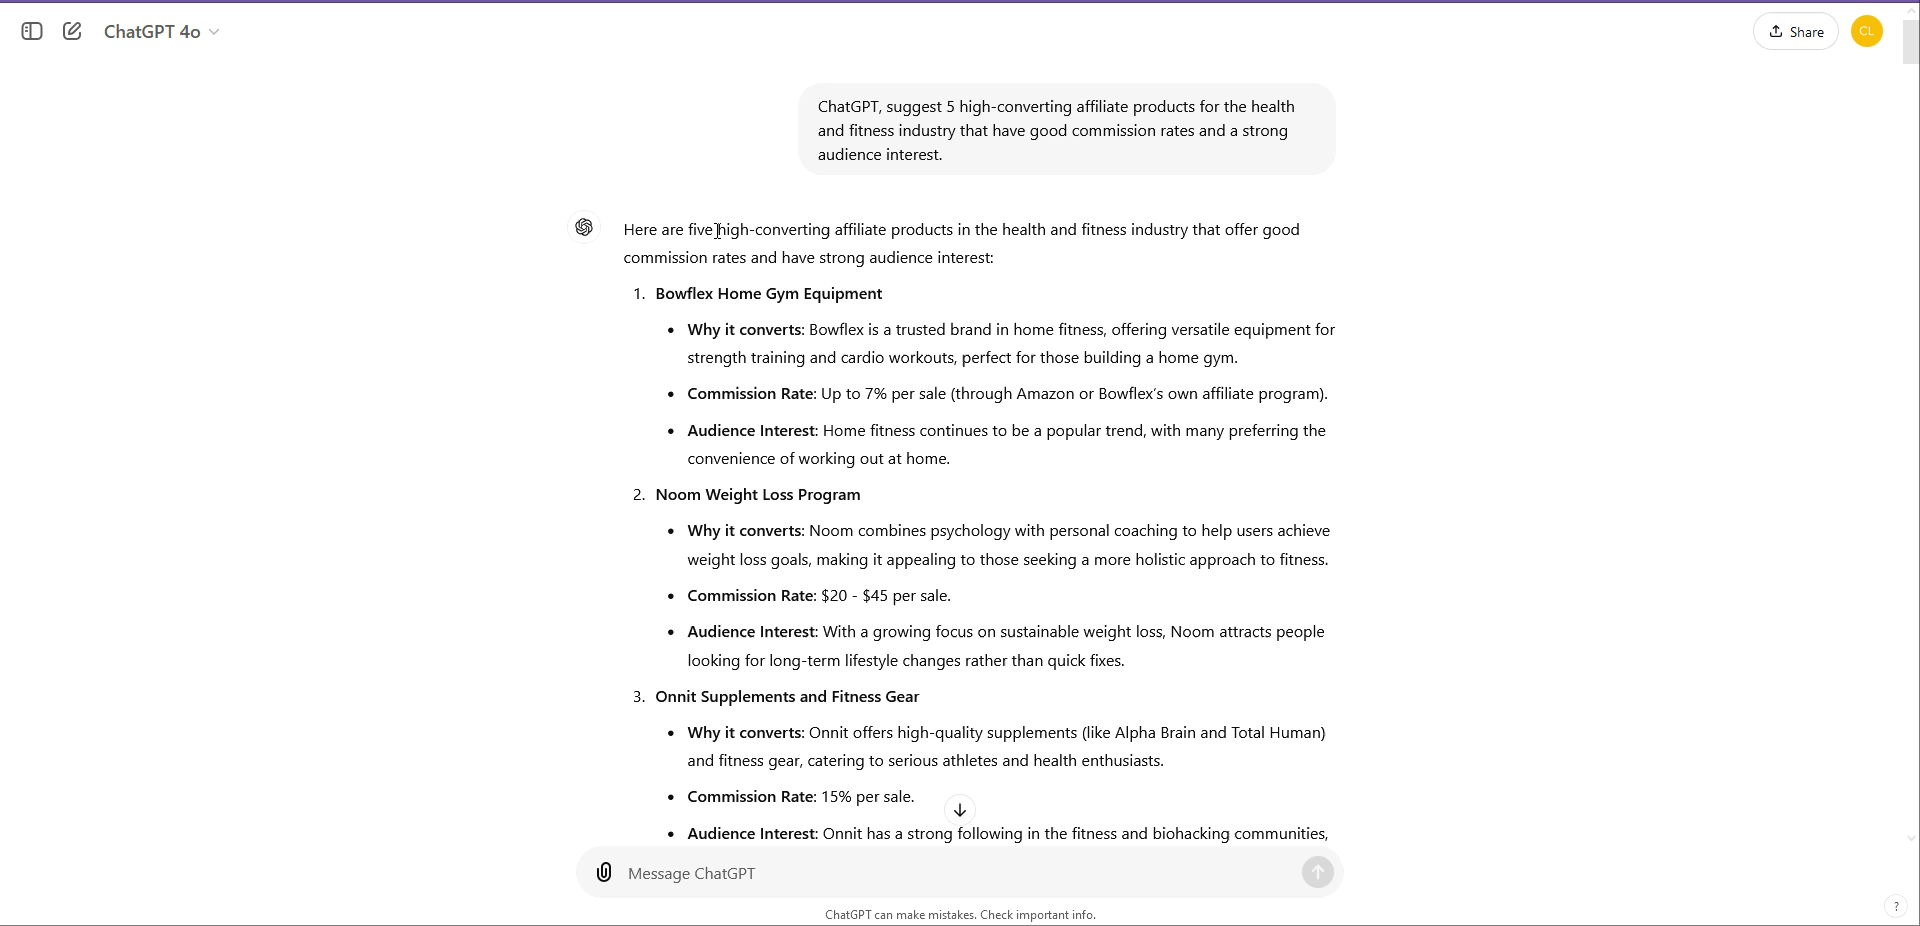 ChatGPT 4o
Share
CL
ChatGPT, suggest 5 high-converting affiliate products for the health
and fitness industry that have good commission rates and a strong
audience interest.
Here are five high-converting affiliate products in the health and fitness industry that offer good
commission rates and have strong audience interest:
1. Bowflex Home Gym Equipment
• Why it converts: Bowflex is a trusted brand in home fitness, offering versatile equipment for
strength training and cardio workouts, perfect for those building a home gym.
• Commission Rate: Up to 7% per sale (through Amazon or Bowflex’s own affiliate program).
• Audience Interest: Home fitness continues to be a popular trend, with many preferring the
convenience of working out at home.
2. Noom Weight Loss Program
• Why it converts: Noom combines psychology with personal coaching to help users achieve
weight loss goals, making it appealing to those seeking a more holistic approach to fitness.
• Commission Rate: $20 - $45 per sale.
• Audience Interest: With a growing focus on sustainable weight loss, Noom attracts people
looking for long-term lifestyle changes rather than quick fixes.
3. Onnit Supplements and Fitness Gear
• Why it converts: Onnit offers high-quality supplements (like Alpha Brain and Total Human)
and fitness gear, catering to serious athletes and health enthusiasts.
• Commission Rate: 15% per sale.
• Audience Interest: Onnit has a strong following in the fitness and biohacking communities,
Message ChatGPT
ChatGPT can make mistakes. Check important info.
?